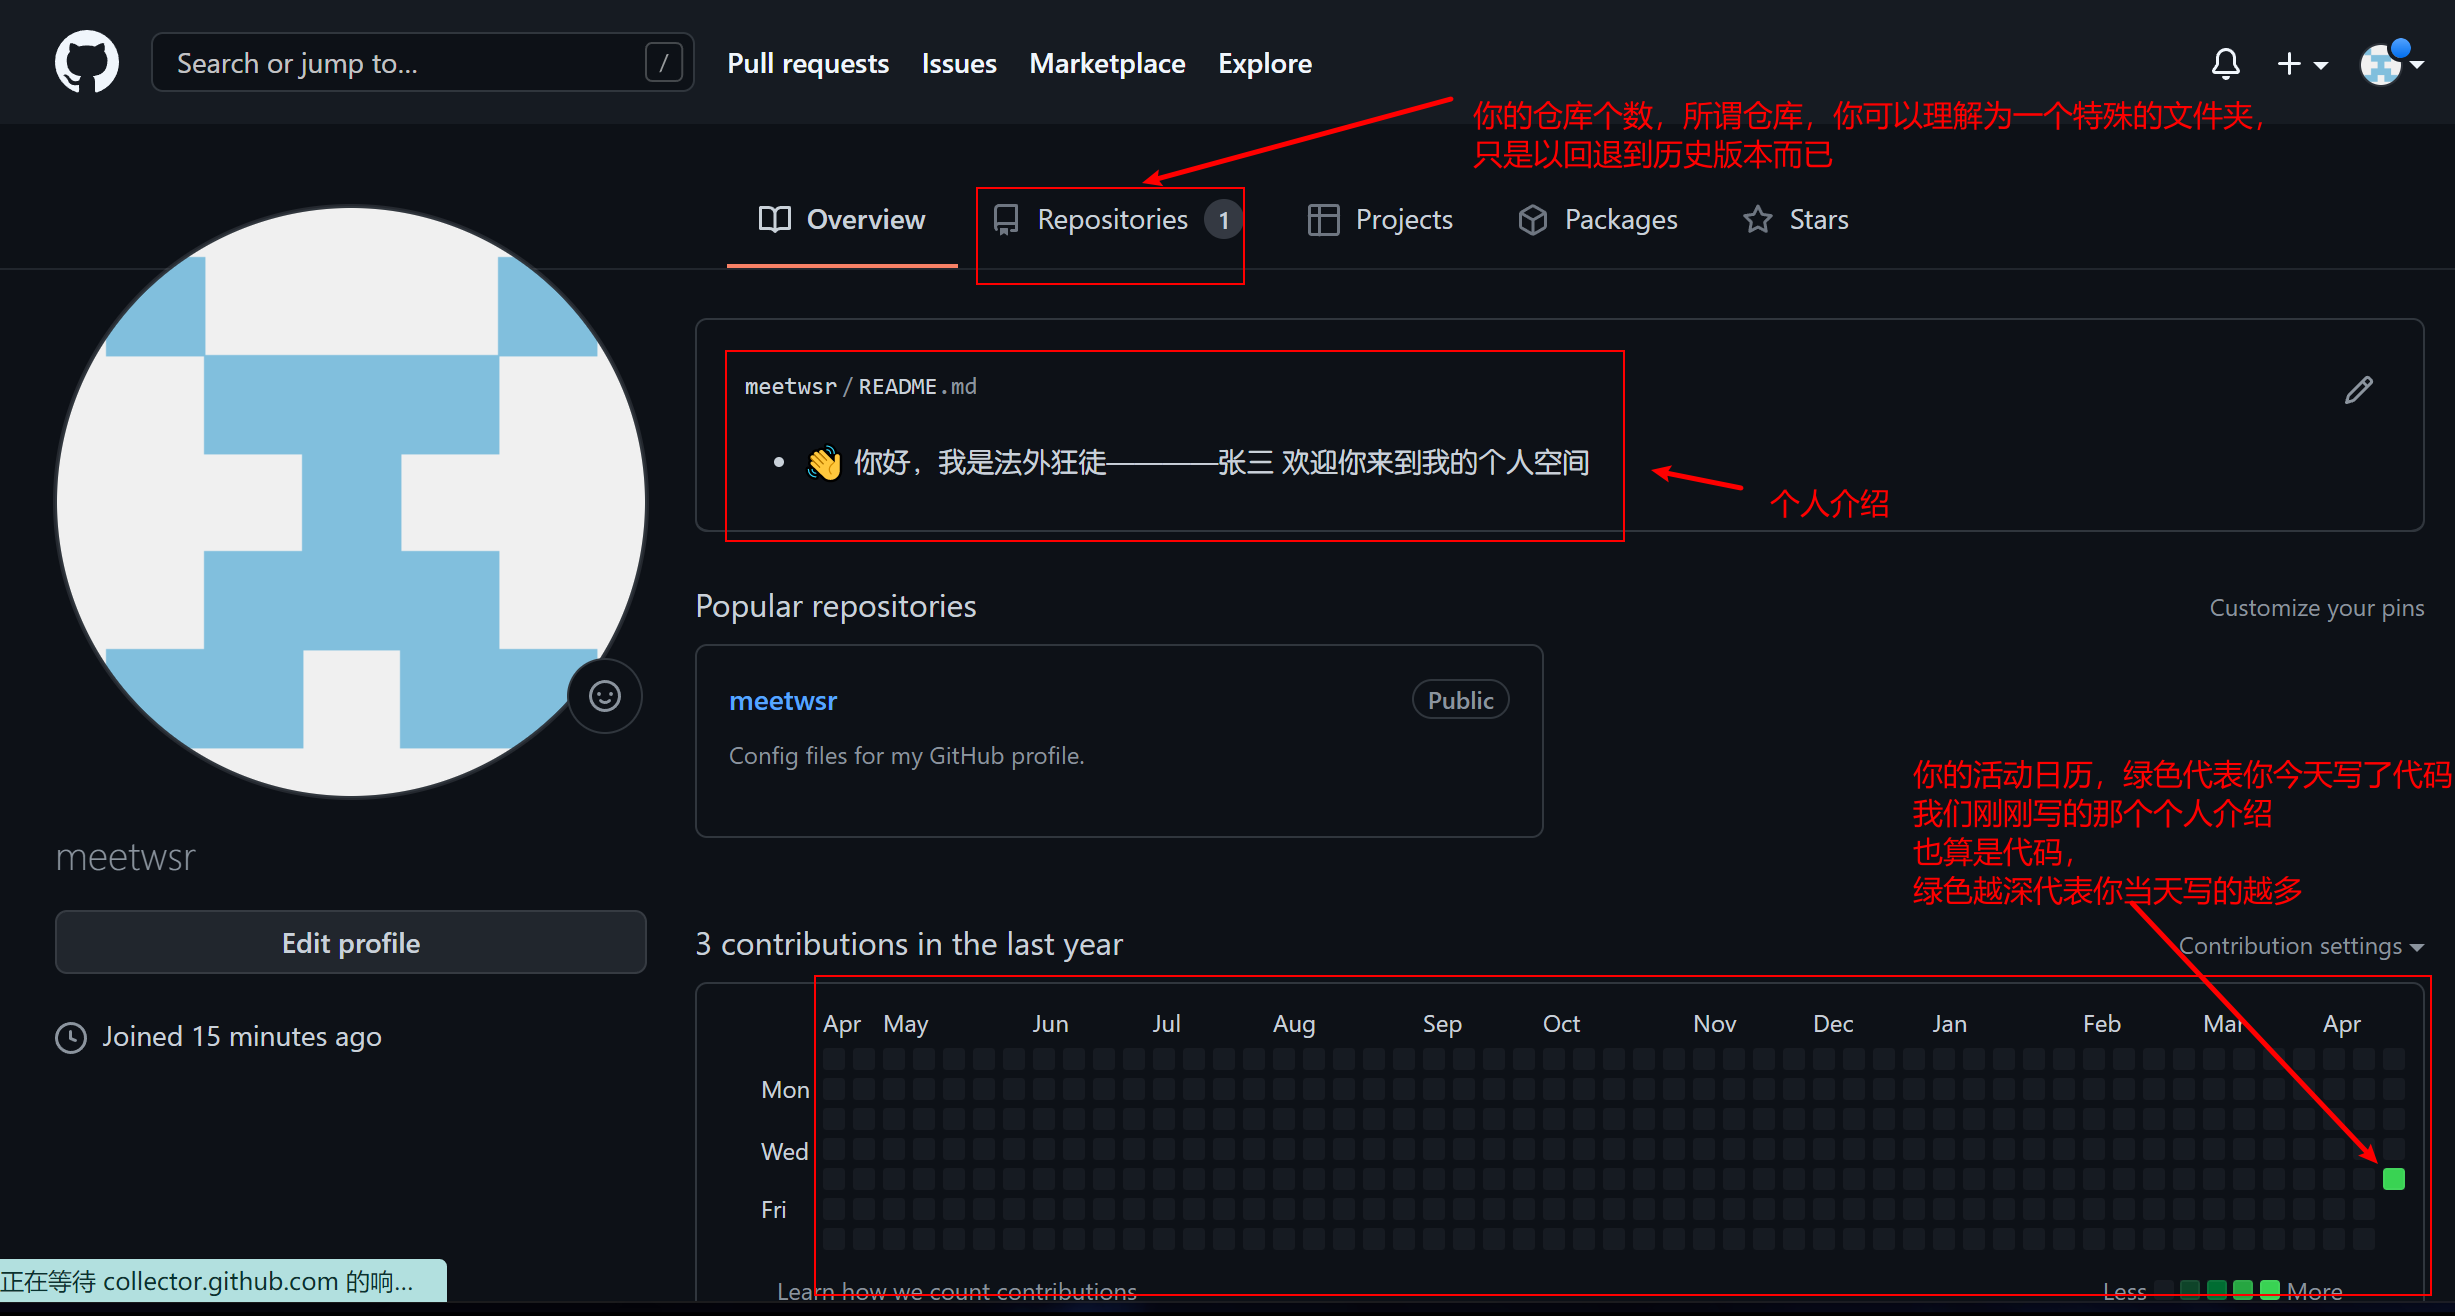 Search or jump to...
/
Pull requests
Issues
Marketplace
Explore
你的仓库个数，所谓仓库，你可以理解为一个特殊的文件夹，
只是以回退到历史版本而已
Overview
Repositories 1
Projects
Packages
Stars
meetwsr/README.md
👋 你好，我是法外狂徒————张三 欢迎你来到我的个人空间
个人介绍
Popular repositories
Customize your pins
meetwsr
Public
Config files for my GitHub profile.
你的活动日历，绿色代表你今天写了代码
我们刚刚写的那个个人介绍
也算是代码，
绿色越深代表你当天写的越多
meetwsr
Edit profile
Joined 15 minutes ago
3 contributions in the last year
Contribution settings
Apr May Jun Jul Aug Sep Oct Nov Dec Jan Feb Mar Apr
Mon
Wed
Fri
Learn how we count contributions
Less
More
正在等待 collector.github.com 的响...